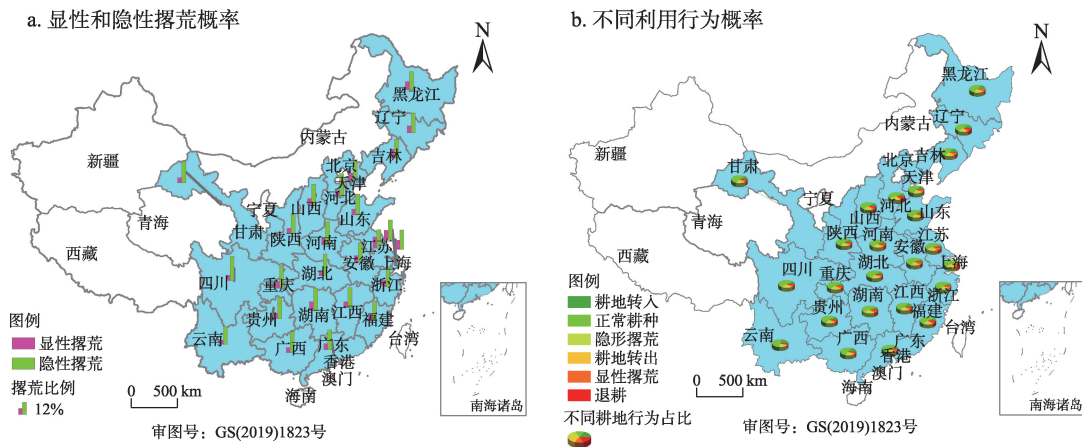 a. 显性和隐性撂荒概率
N
黑龙江
辽宁
吉林
内蒙古
新疆
北京
天津
河北
山西
山东
宁夏
青海
甘肃
陕西
河南
江苏
安徽
上海
西藏
四川
重庆
湖北
浙江
贵州
湖南
江西
福建
云南
广西
广东
台湾
香港
澳门
海南
图例
显性撂荒
隐性撂荒
撂荒比例
12%
0 500 km
南海诸岛
审图号：GS(2019)1823号
b. 不同利用行为概率
N
黑龙江
辽宁
内蒙古
吉林
新疆
北京
甘肃
天津
宁夏
河北
山西
山东
青海
陕西
河南
江苏
安徽
西藏
四川
湖北
上海
重庆
江西
浙江
湖南
贵州
福建
云南
台湾
广西
广东
香港
澳门
海南
图例
耕地转入
正常耕种
隐形撂荒
耕地转出
显性撂荒
退耕
不同耕地行为占比
0 500 km
南海诸岛
审图号：GS(2019)1823号